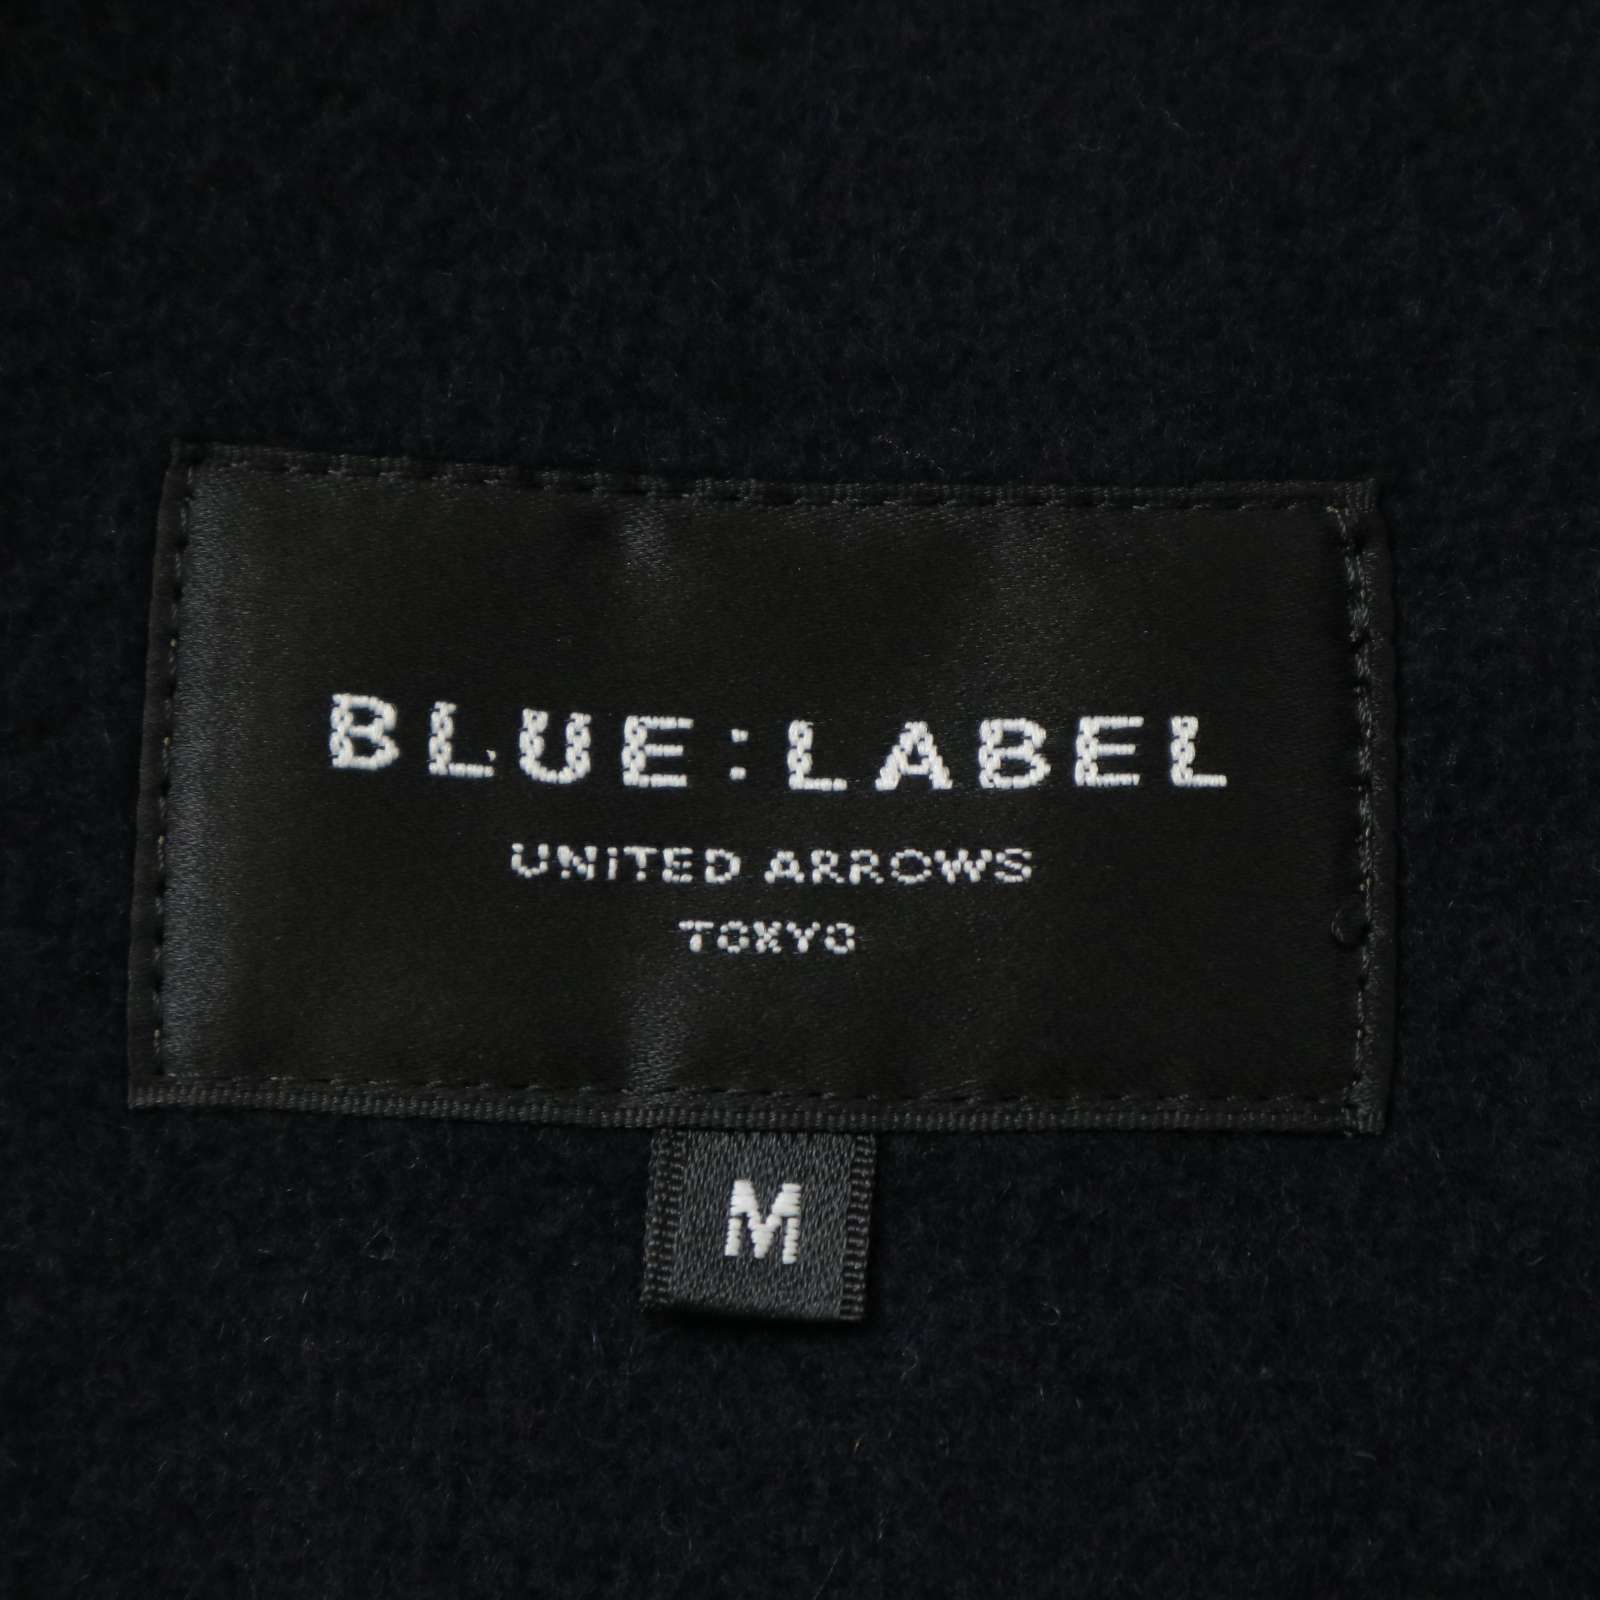 BLUE:LABEL
UNITED ARROWS
TOKYO
M